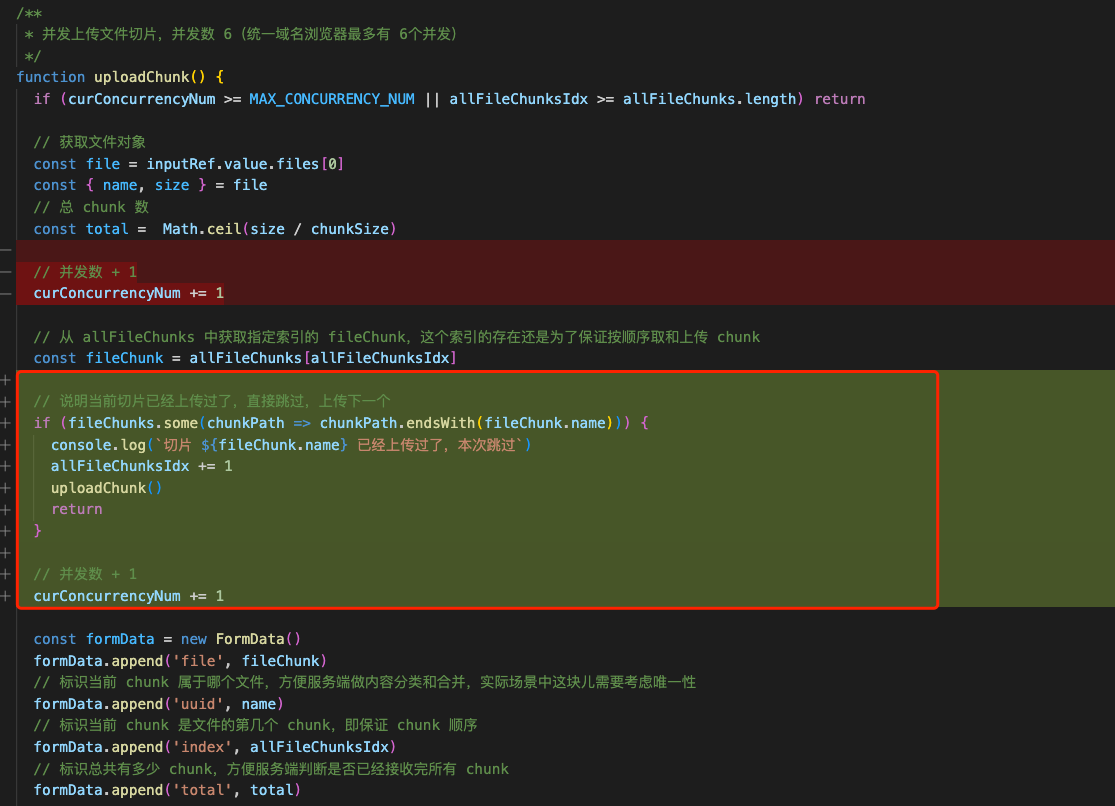 /**
 * 并发上传文件切片，并发数 6（统一域名浏览器最多有 6个并发）
 */
function uploadChunk() {
  if (curConcurrencyNum >= MAX_CONCURRENCY_NUM || allFileChunksIdx >= allFileChunks.length) return
  // 获取文件对象
  const file = inputRef.value.files[0]
  const { name, size } = file
  // 总 chunk 数
  const total =  Math.ceil(size / chunkSize)
  // 并发数 + 1
  curConcurrencyNum += 1
  // 从 allFileChunks 中获取指定索引的 fileChunk，这个索引的存在还是为了保证按顺序取和上传 chunk
  const fileChunk = allFileChunks[allFileChunksIdx]
  // 说明当前切片已经上传过了，直接跳过，上传下一个
  if (fileChunks.some(chunkPath => chunkPath.endsWith(fileChunk.name))) {
    console.log(`切片 ${fileChunk.name} 已经上传过了，本次跳过`)
    allFileChunksIdx += 1
    uploadChunk()
    return
  }
  // 并发数 + 1
  curConcurrencyNum += 1
  const formData = new FormData()
  formData.append('file', fileChunk)
  // 标识当前 chunk 属于哪个文件，方便服务端做内容分类和合并，实际场景中这块儿需要考虑唯一性
  formData.append('uuid', name)
  // 标识当前 chunk 是文件的第几个 chunk，即保证 chunk 顺序
  formData.append('index', allFileChunksIdx)
  // 标识总共有多少 chunk，方便服务端判断是否已经接收完所有 chunk
  formData.append('total', total)